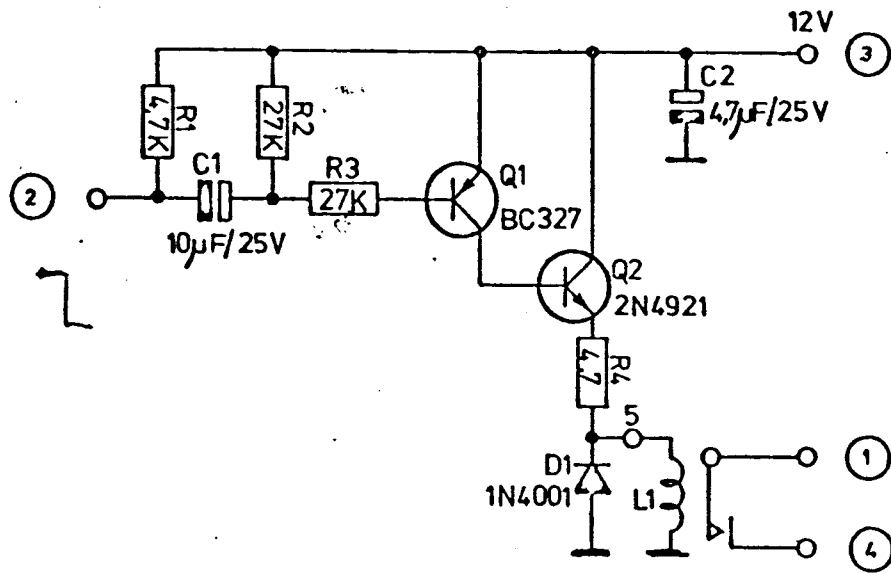 12V
3
C2
4,7µF/25V
R1
4,7K
R2
27K
C1
10µF/25V
R3
27K
2
Q1
BC327
Q2
2N4921
R4
4,7
5
D1
1N4001
L1
1
4